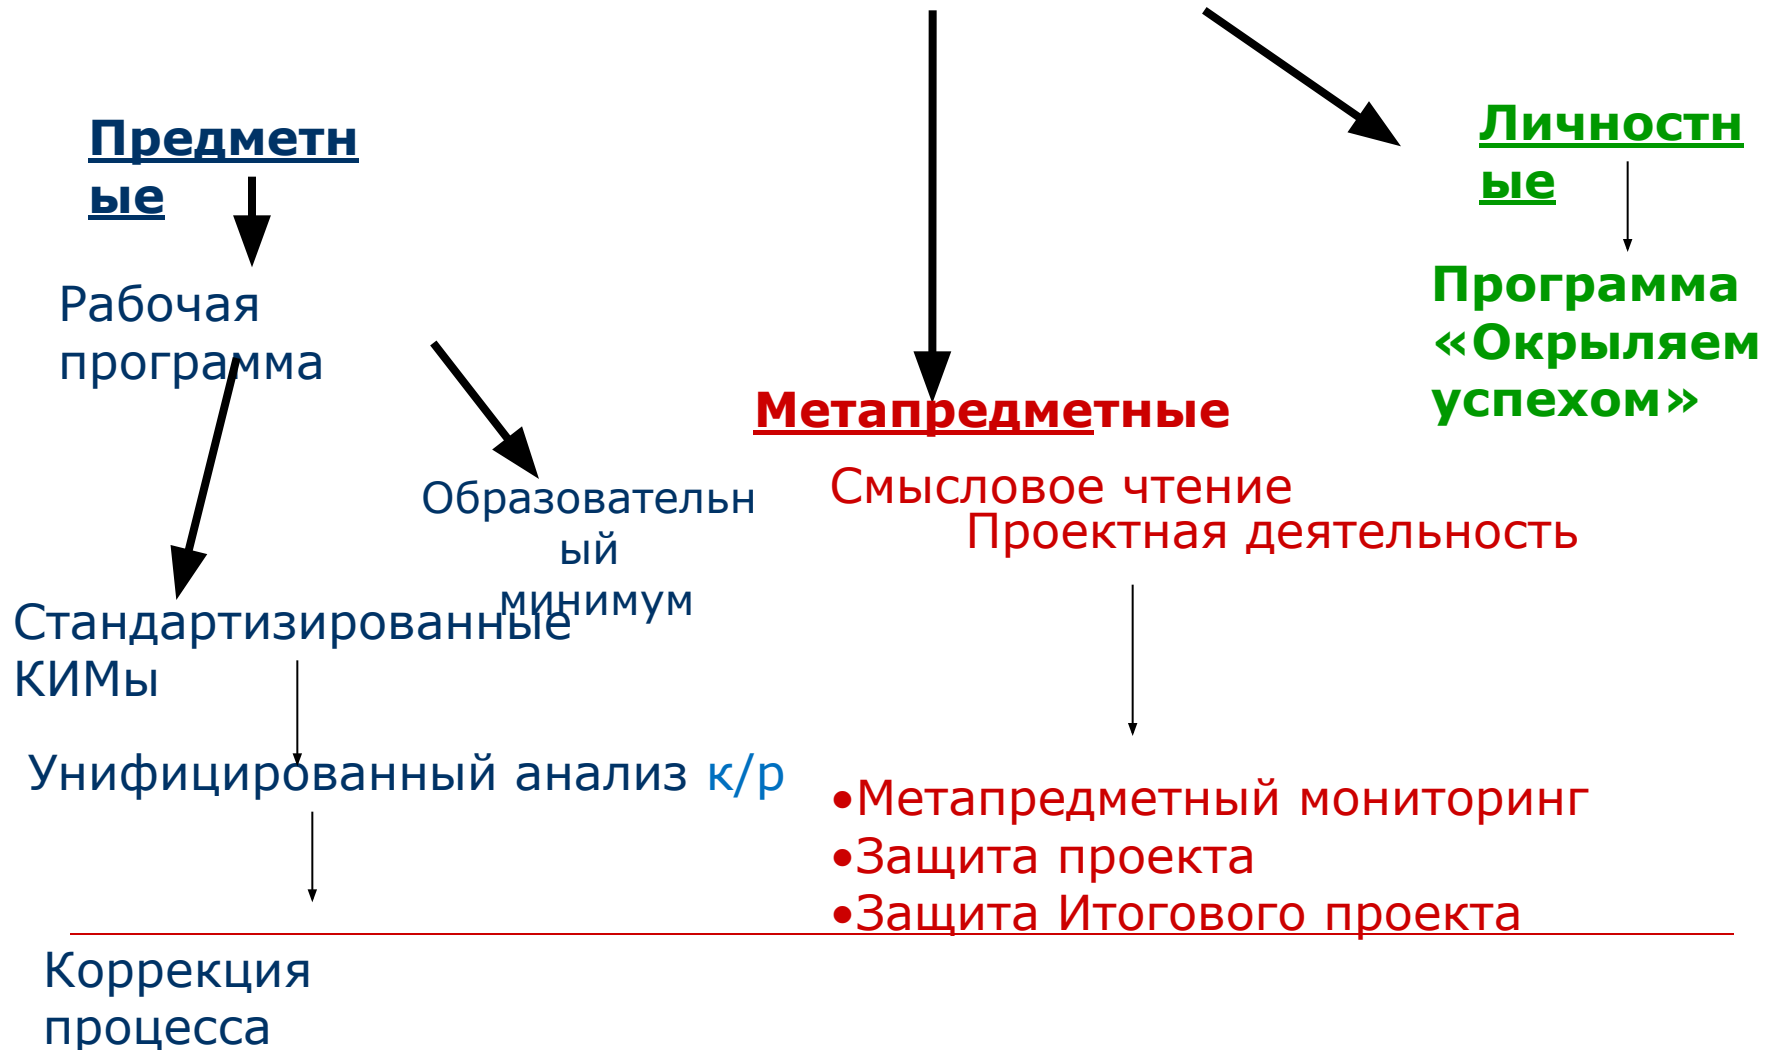 Предметн
ые
Рабочая
программа
Образовательн
ый
минимум
Стандартизированные
КИМы
Унифицированный анализ к/р
Коррекция
процесса
Метапредметные
Смысловое чтение
Проектная деятельность
•Метапредметный мониторинг
•Защита проекта
•Защита Итогового проекта
Личностн
ые
Программа
«Окрыляем
успехом»